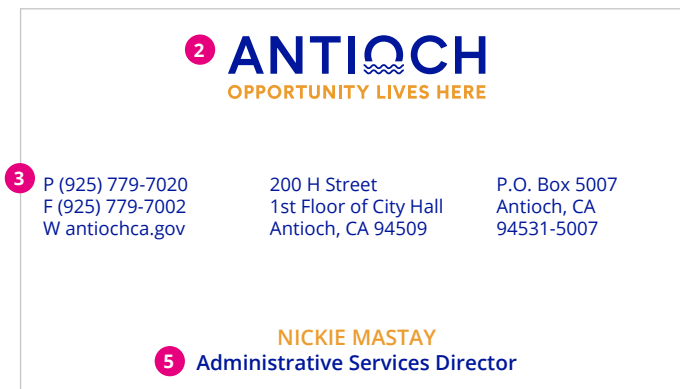 2
ANTIOCH
OPPORTUNITY LIVES HERE
3
P (925) 779-7020
F (925) 779-7002
W antiochca.gov
200 H Street
1st Floor of City Hall
Antioch, CA 94509
P.O. Box 5007
Antioch, CA
94531-5007
NICKIE MASTAY
5
Administrative Services Director